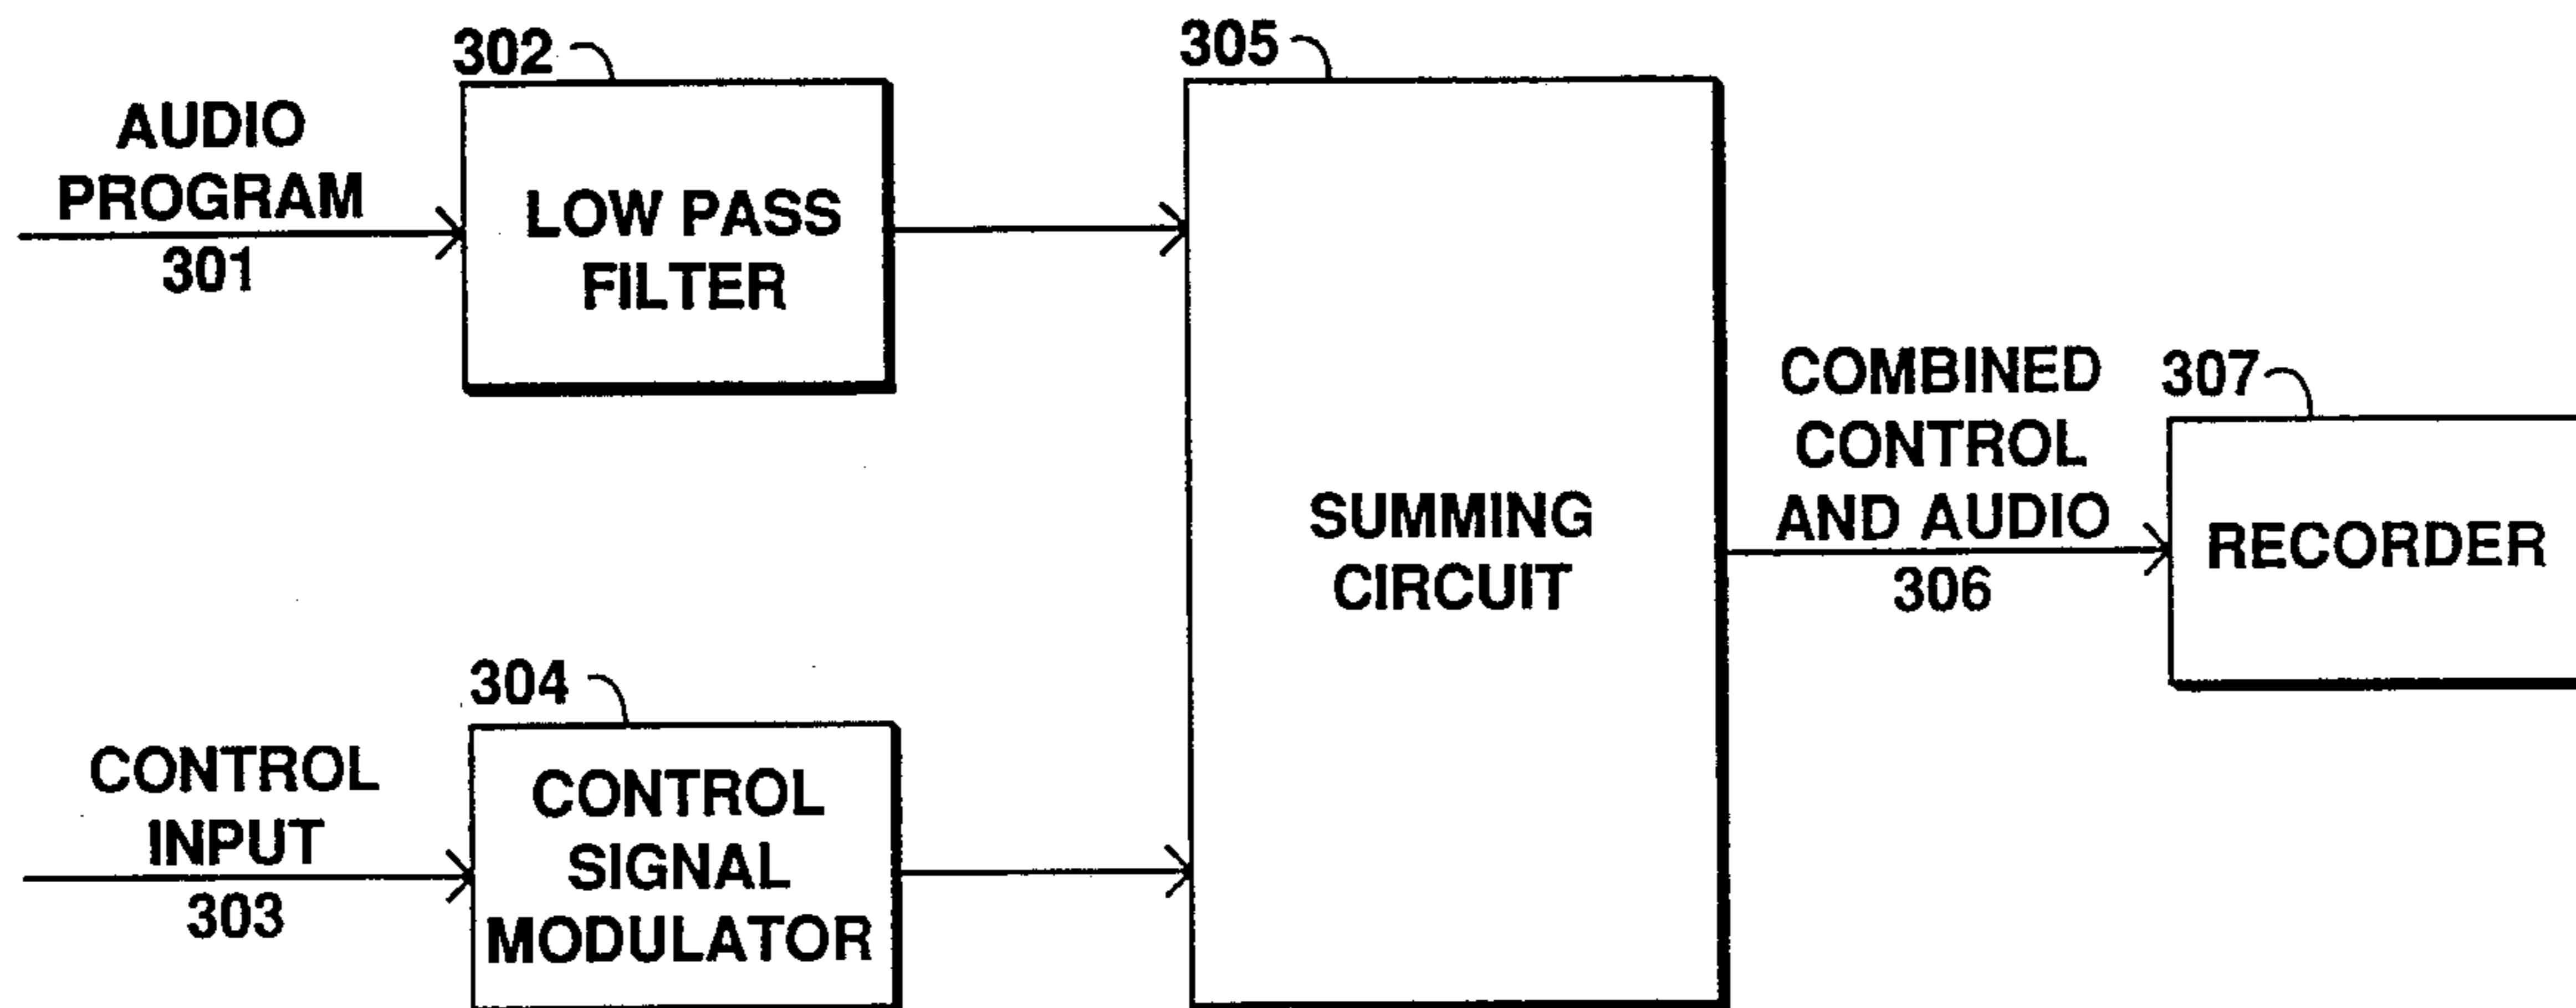 302
AUDIO
PROGRAM
301
LOW PASS
FILTER
305
SUMMING
CIRCUIT
COMBINED
CONTROL
AND AUDIO
306
307
RECORDER
304
CONTROL
INPUT
303
CONTROL
SIGNAL
MODULATOR